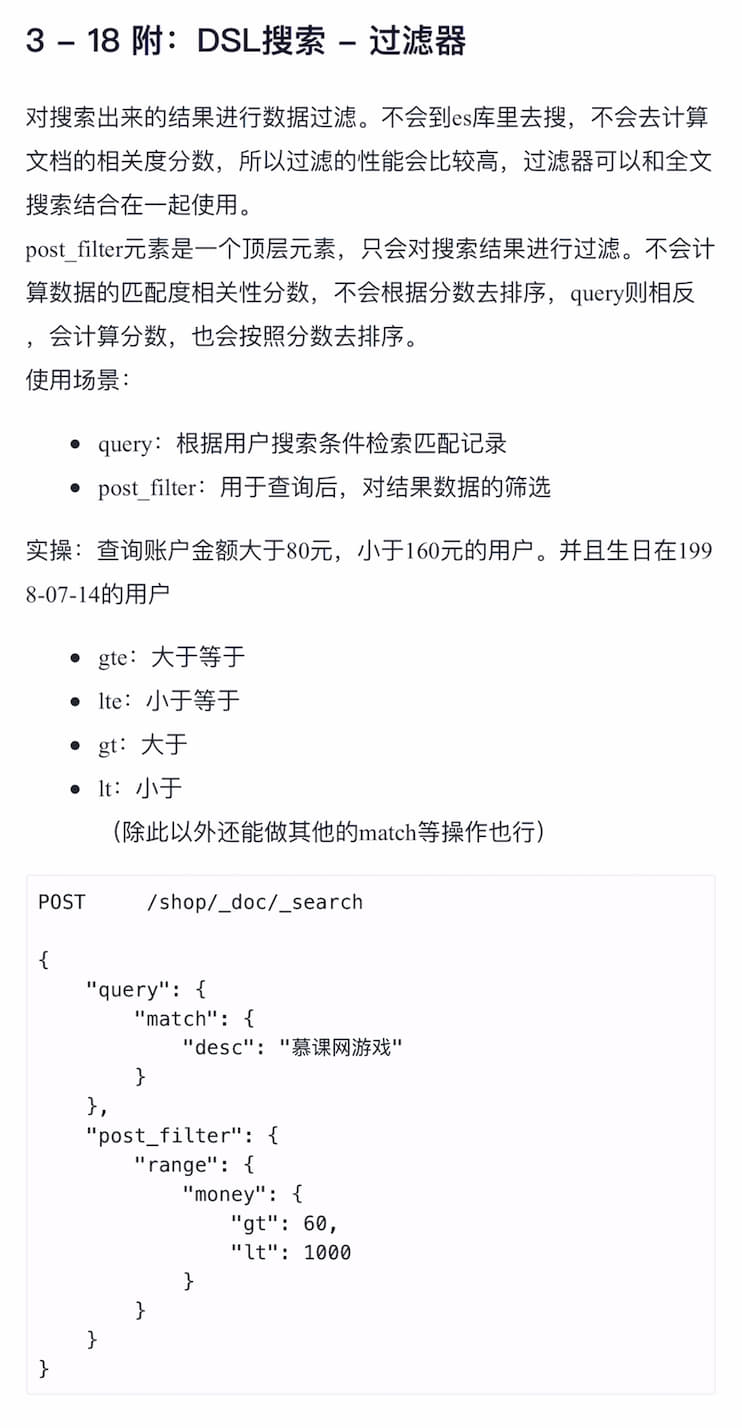 3 – 18 附：DSL搜索 – 过滤器
对搜索出来的结果进行数据过滤。不会到es库里去搜，不会去计算
文档的相关度分数，所以过滤的性能会比较高，过滤器可以和全文
搜索结合在一起使用。
post_filter元素是一个顶层元素，只会对搜索结果进行过滤。不会计
算数据的匹配度相关性分数，不会根据分数去排序，query则相反
，会计算分数，也会按照分数去排序。
使用场景：
• query：根据用户搜索条件检索匹配记录
• post_filter：用于查询后，对结果数据的筛选
实操：查询账户金额大于80元，小于160元的用户。并且生日在199
8-07-14的用户
• gte：大于等于
• lte：小于等于
• gt：大于
• lt：小于
（除此以外还能做其他的match等操作也行）
POST     /shop/_doc/_search
{
    "query": {
        "match": {
            "desc": "慕课网游戏"
        }
    },
    "post_filter": {
        "range": {
            "money": {
                "gt": 60,
                "lt": 1000
            }
        }
    }
}